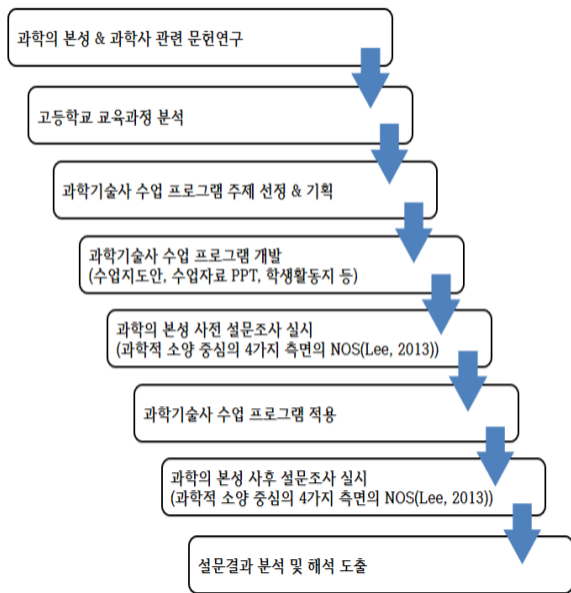 과학의 본성 & 과학사 관련 문헌연구
고등학교 교육과정 분석
과학기술사 수업 프로그램 주제 선정 & 기획
과학기술사 수업 프로그램 개발
(수업지도안, 수업자료 PPT, 학생활동지 등)
과학의 본성 사전 설문조사 실시
(과학적 소양 중심의 4가지 측면의 NOS(Lee, 2013))
과학기술사 수업 프로그램 적용
과학의 본성 사후 설문조사 실시
(과학적 소양 중심의 4가지 측면의 NOS(Lee, 2013))
설문결과 분석 및 해석 도출